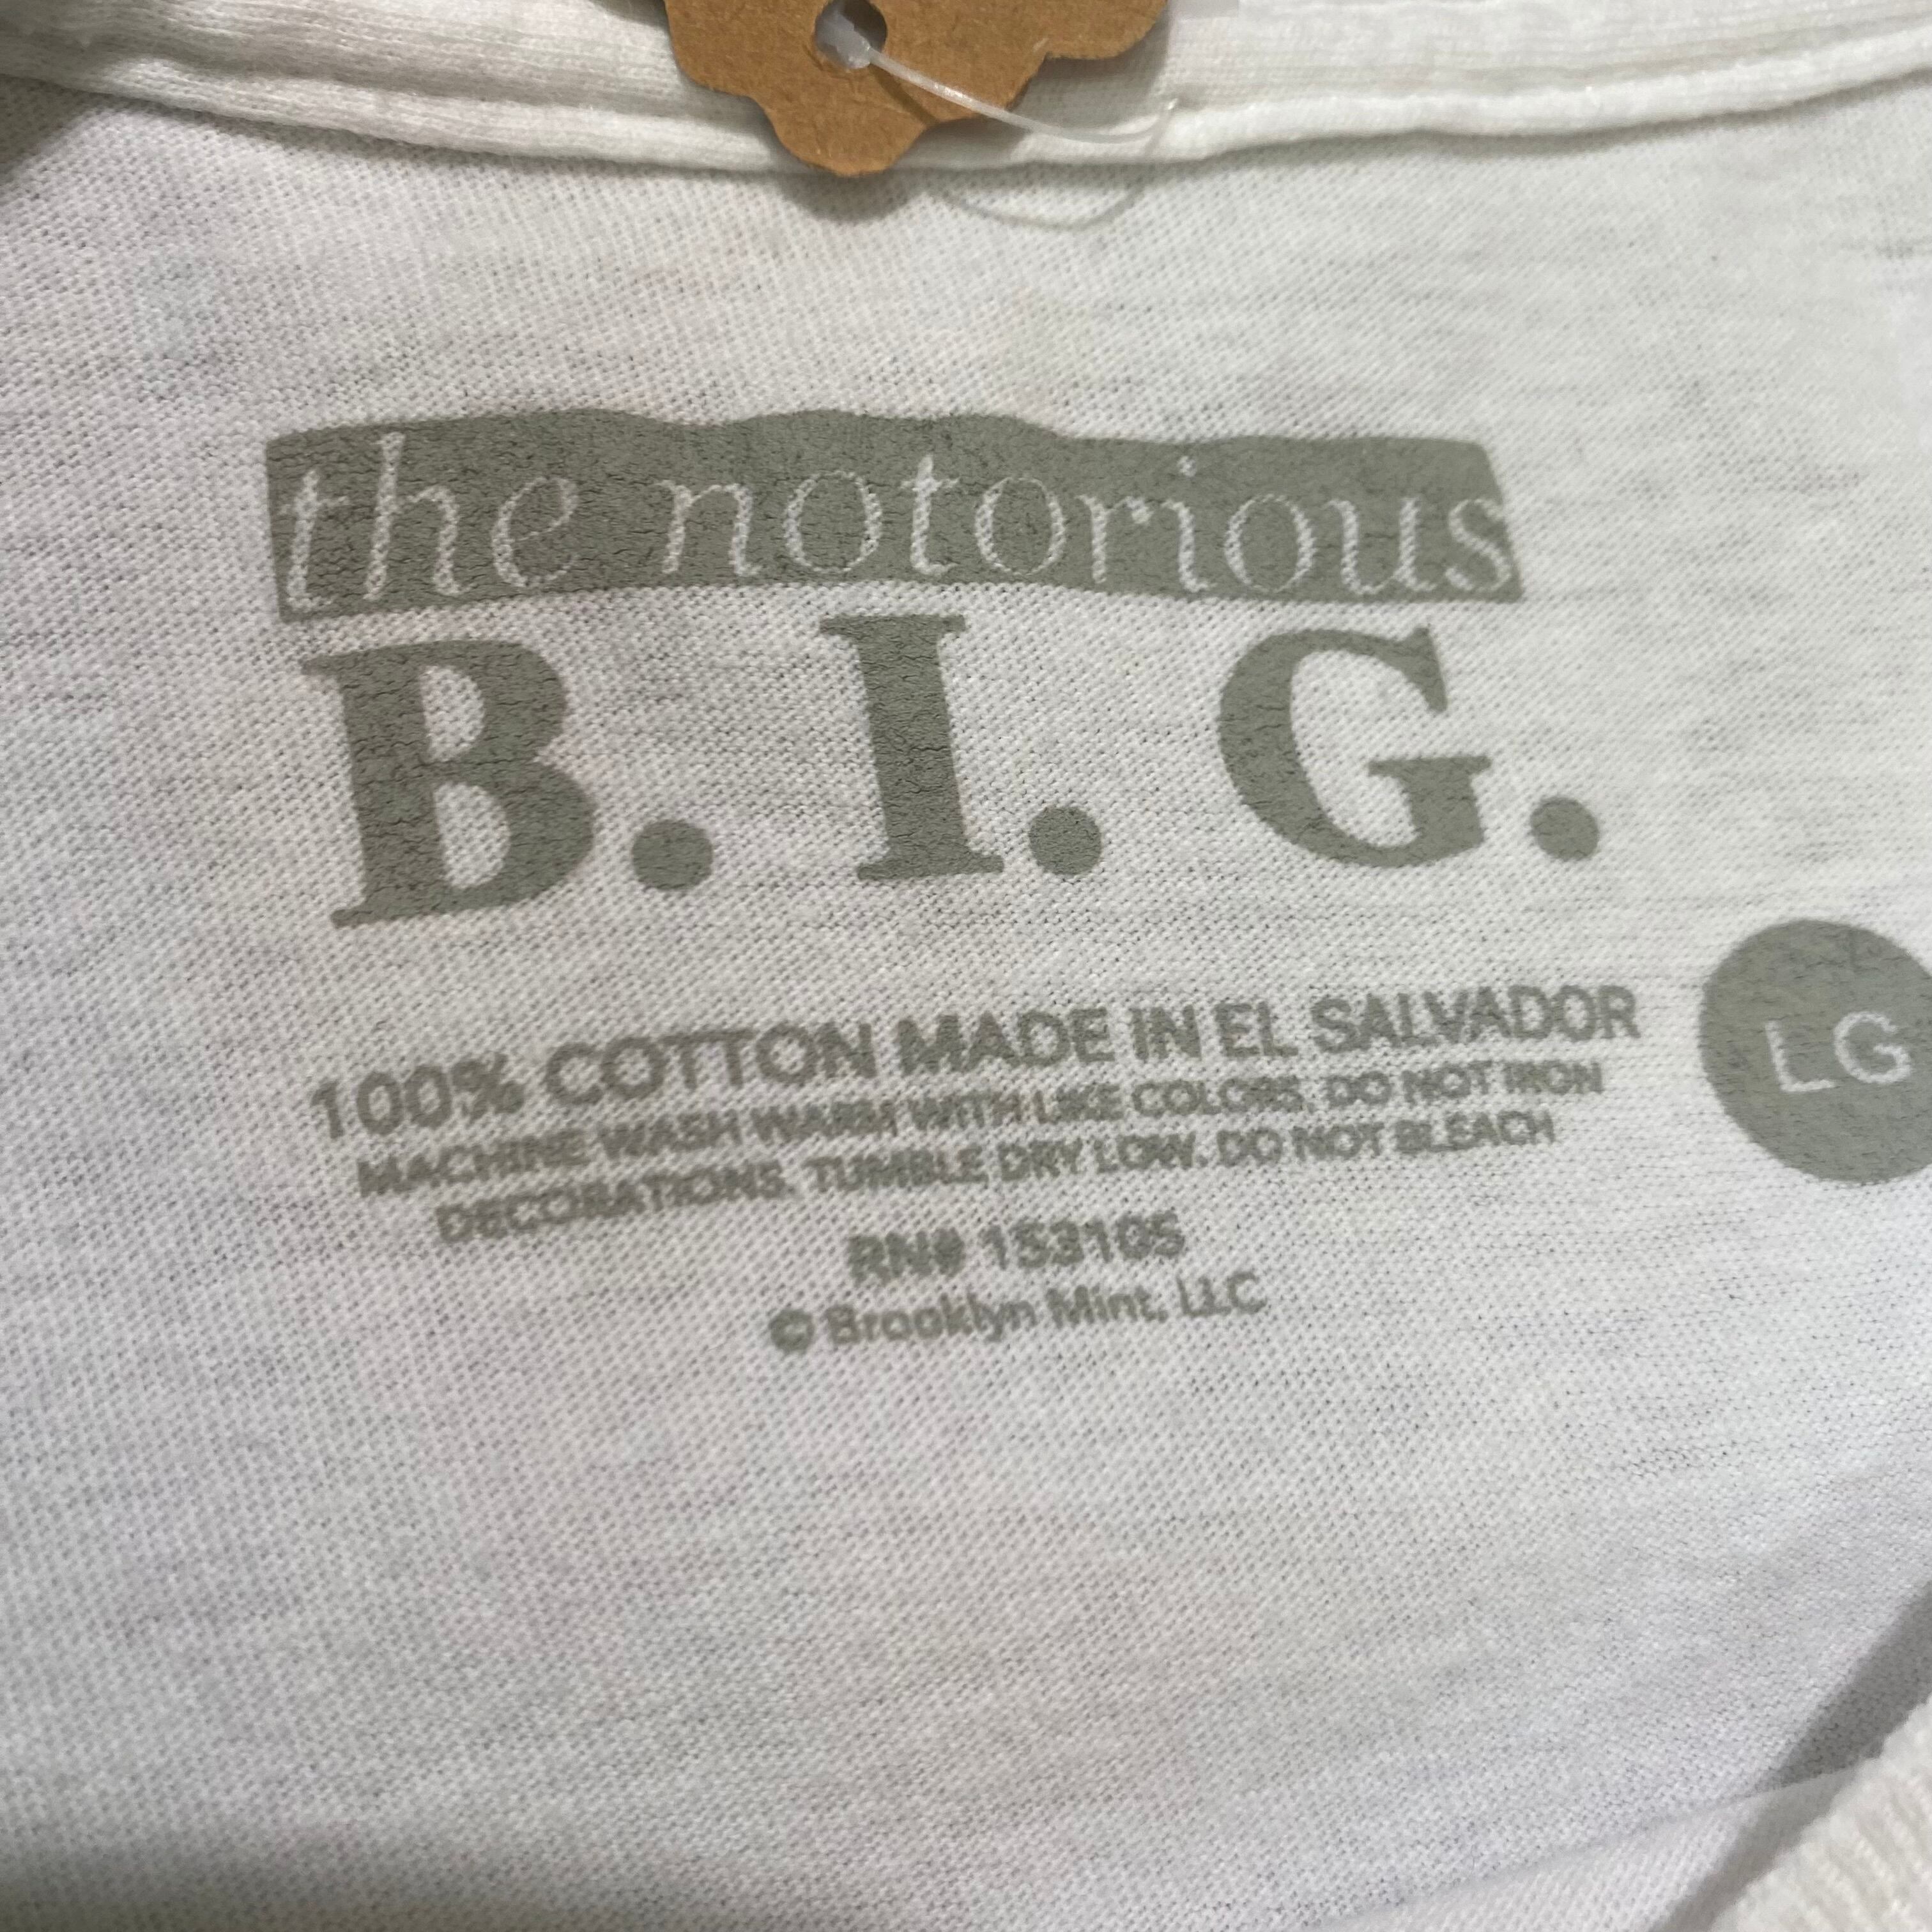 the notorious
B. I. G.
100% COTTON MADE IN EL SALVADOR
MACHINE WASH WARM WITH LIKE COLORS. DO NOT IRON
DECORATIONS. TUMBLE DRY LOW. DO NOT BLEACH
RN# 153105
© Brooklyn Mint, LLC
LG